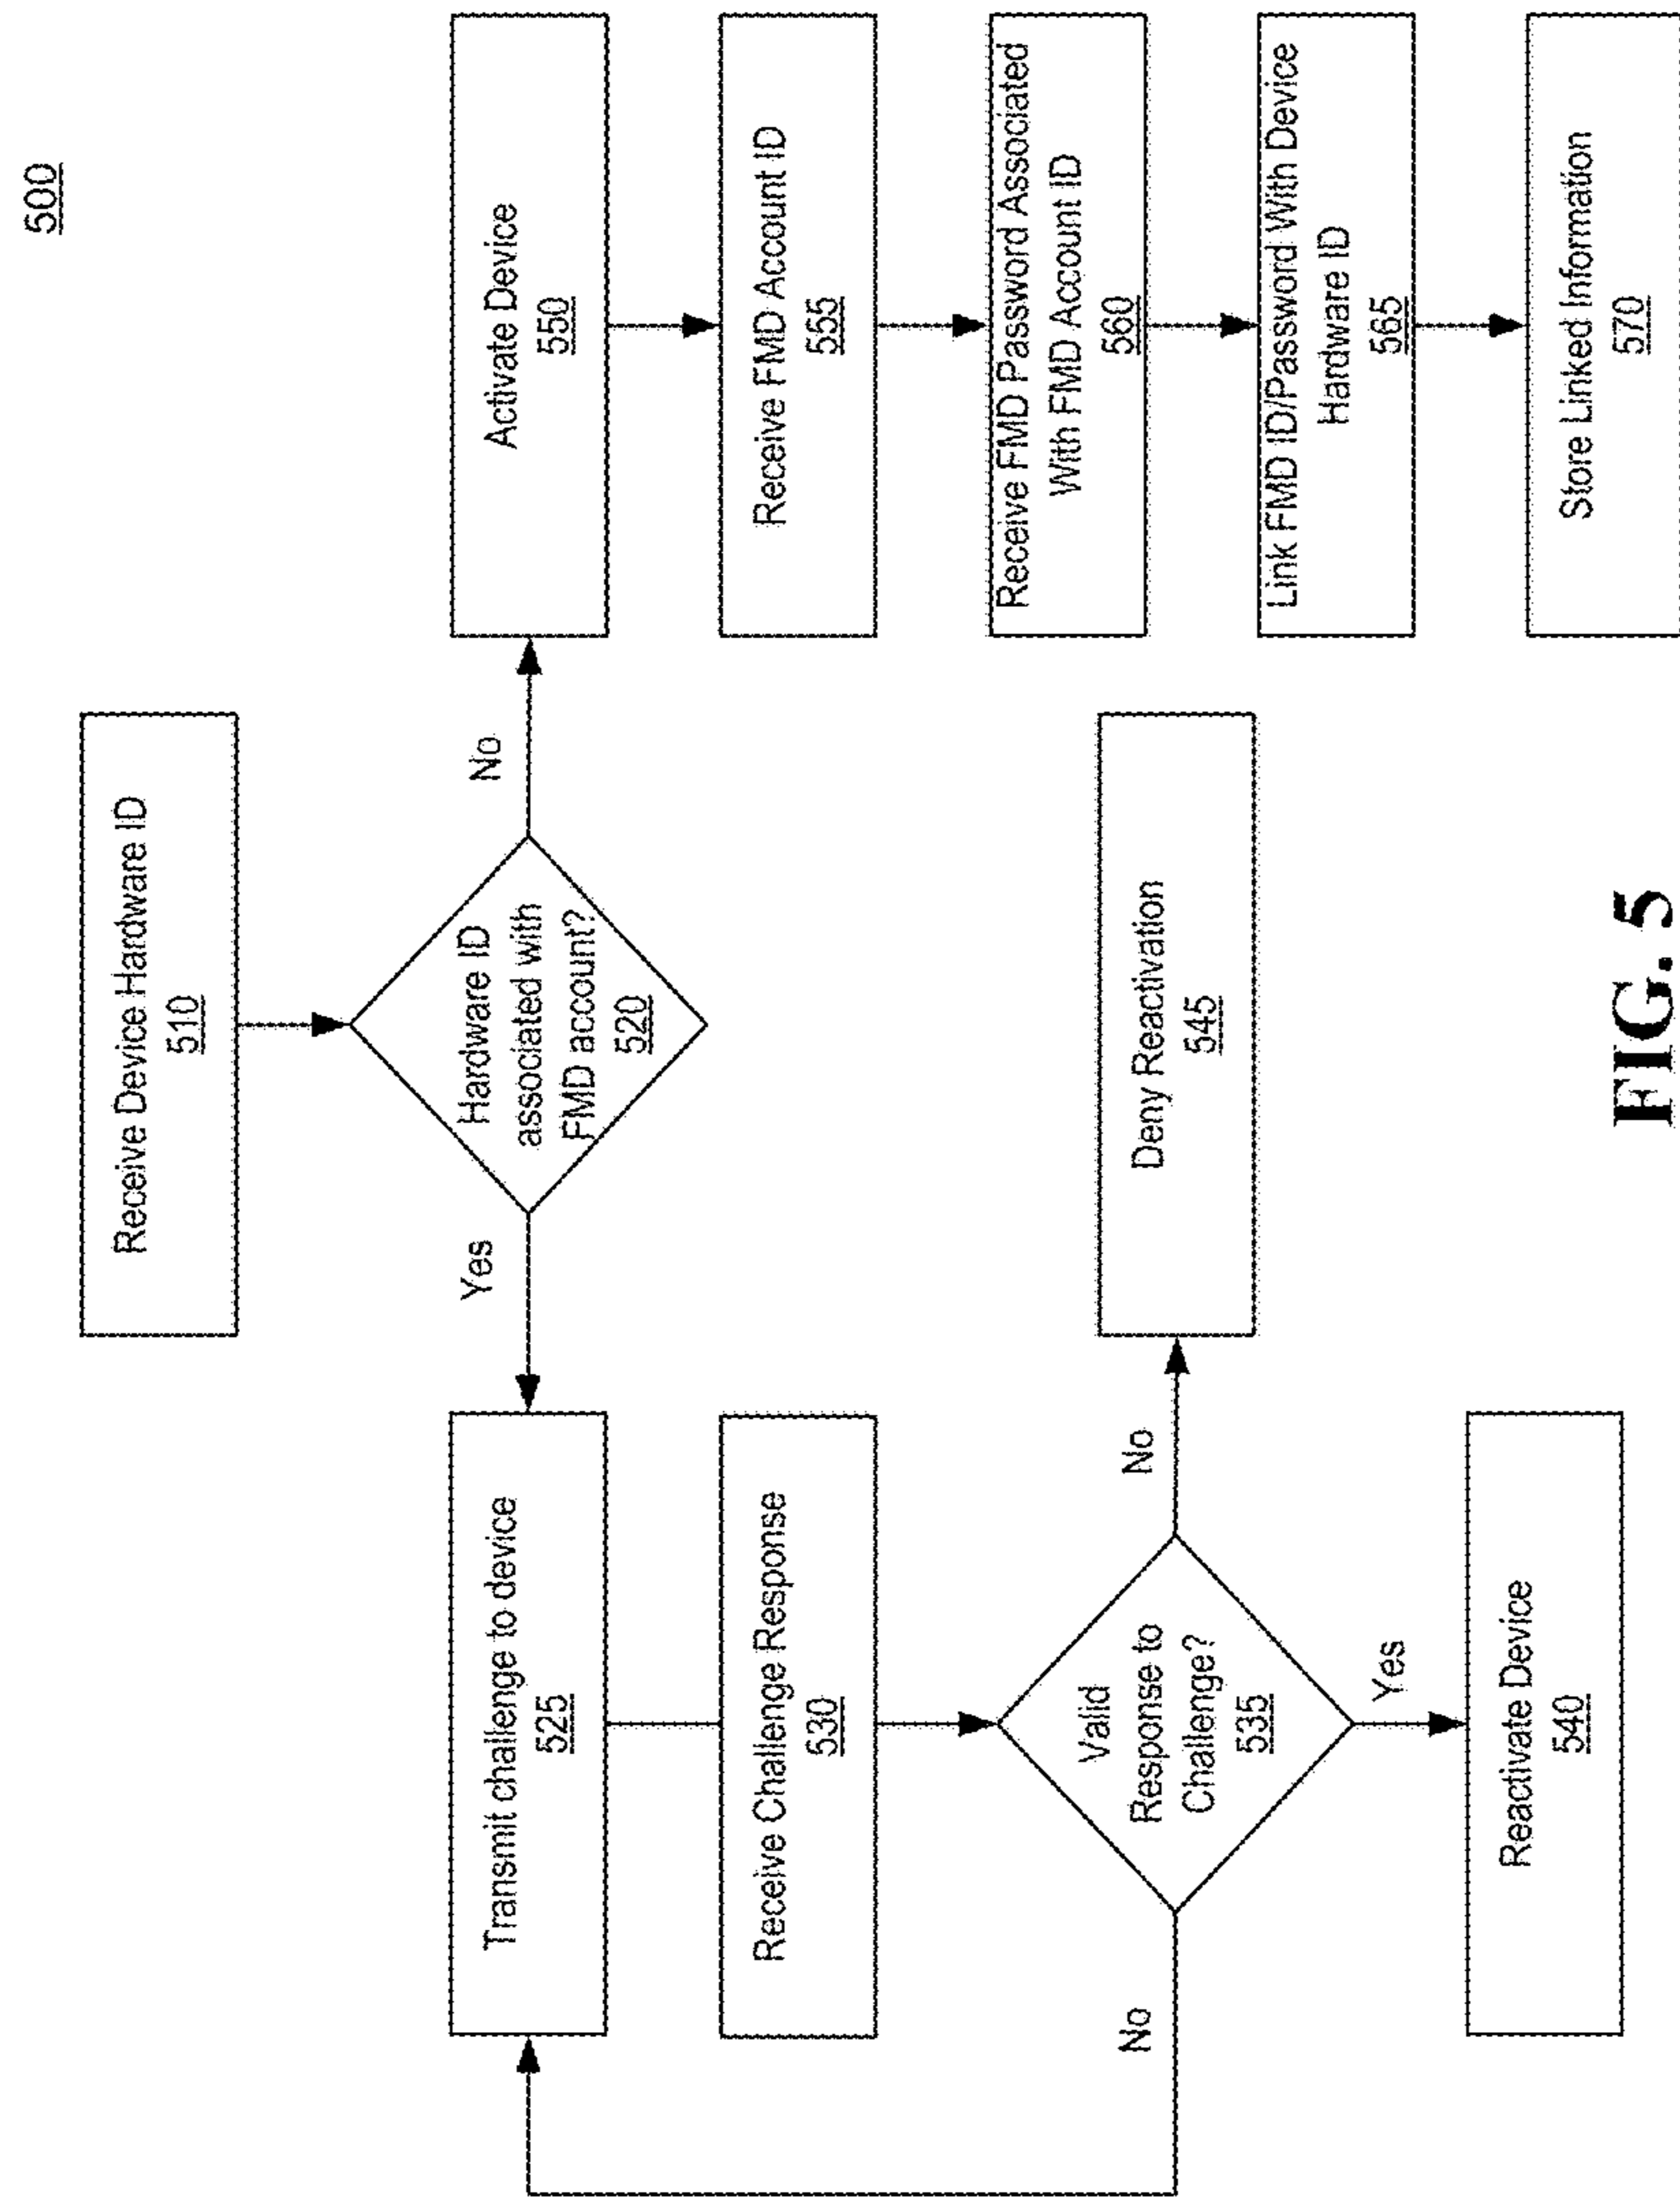 500
Receive Device Hardware ID
510
Hardware ID
associated with
FMD account?
520
Yes
No
Transmit challenge to device
525
Receive Challenge Response
530
Valid
Response to
Challenge?
535
No
No
Yes
Reactivate Device
540
Deny Reactivation
545
Activate Device
550
Receive FMD Account ID
555
Receive FMD Password Associated
With FMD Account ID
560
Link FMD ID/Password With Device
Hardware ID
565
Store Linked Information
570
FIG. 5